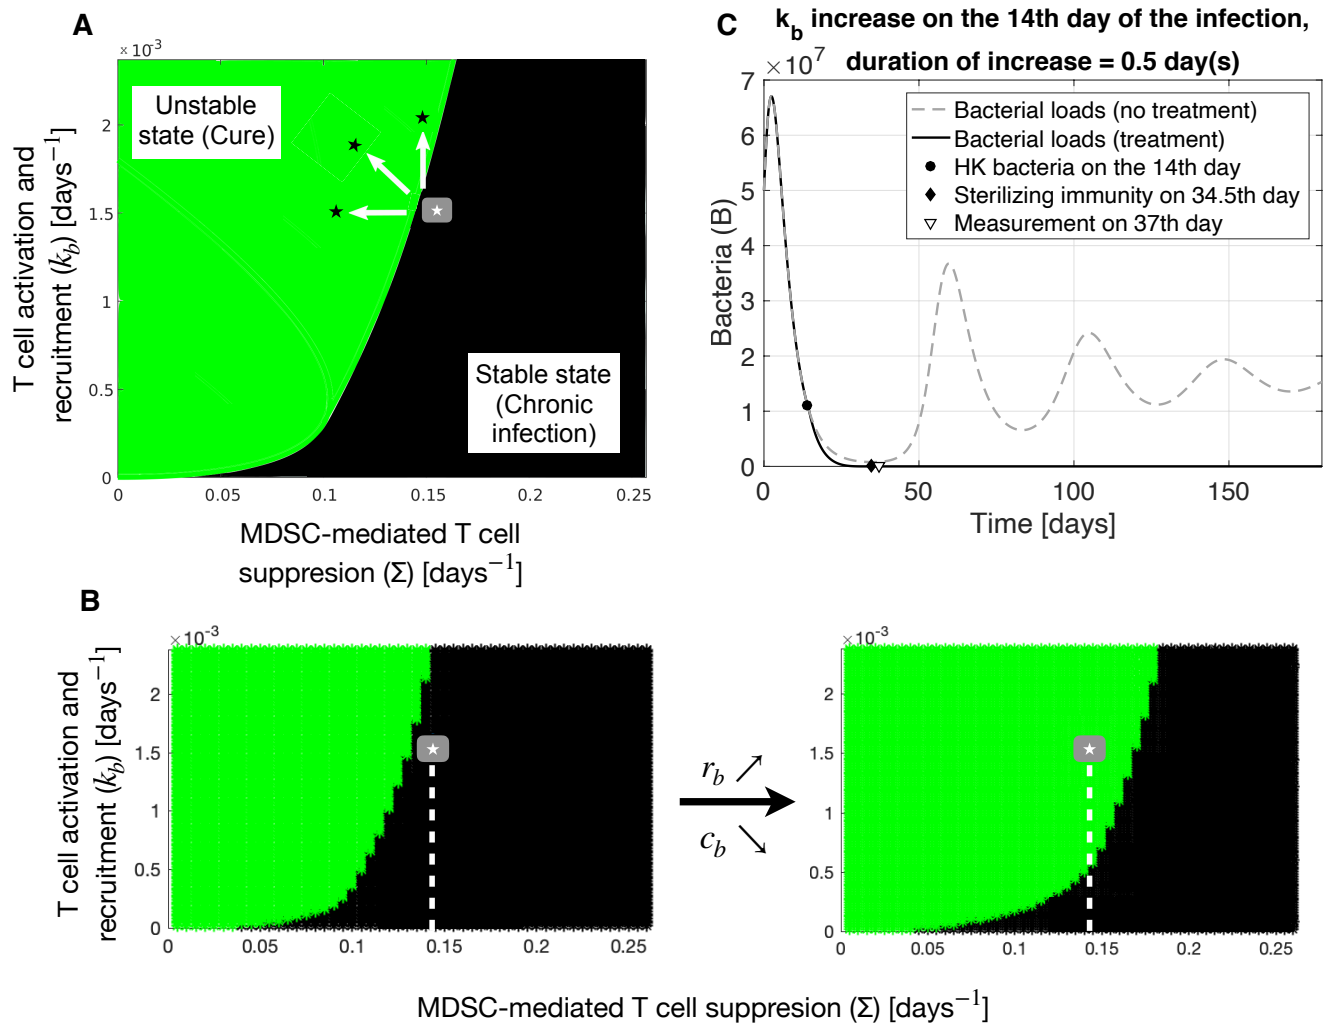 A
× 10⁻³
Unstable
state (Cure)
Stable state
(Chronic
infection)
T cell activation and
recruitment (k_b) [days⁻¹]
2
1.5
1
0.5
0
0
0.05
0.1
0.15
0.2
0.25
MDSC-mediated T cell
suppresion (Σ) [days⁻¹]
C
k_b increase on the 14th day of the infection,
duration of increase = 0.5 day(s)
× 10⁷
Bacterial loads (no treatment)
Bacterial loads (treatment)
HK bacteria on the 14th day
Sterilizing immunity on 34.5th day
Measurement on 37th day
Bacteria (B)
7
6
5
4
3
2
1
0
0
50
100
150
Time [days]
B
T cell activation and
recruitment (k_b) [days⁻¹]
× 10⁻³
2
1.5
1
0.5
0
0
0.05
0.1
0.15
0.2
0.25
r_b ↗
c_b ↘
× 10⁻³
2
1.5
1
0.5
0
0
0.05
0.1
0.15
0.2
0.25
MDSC-mediated T cell suppresion (Σ) [days⁻¹]